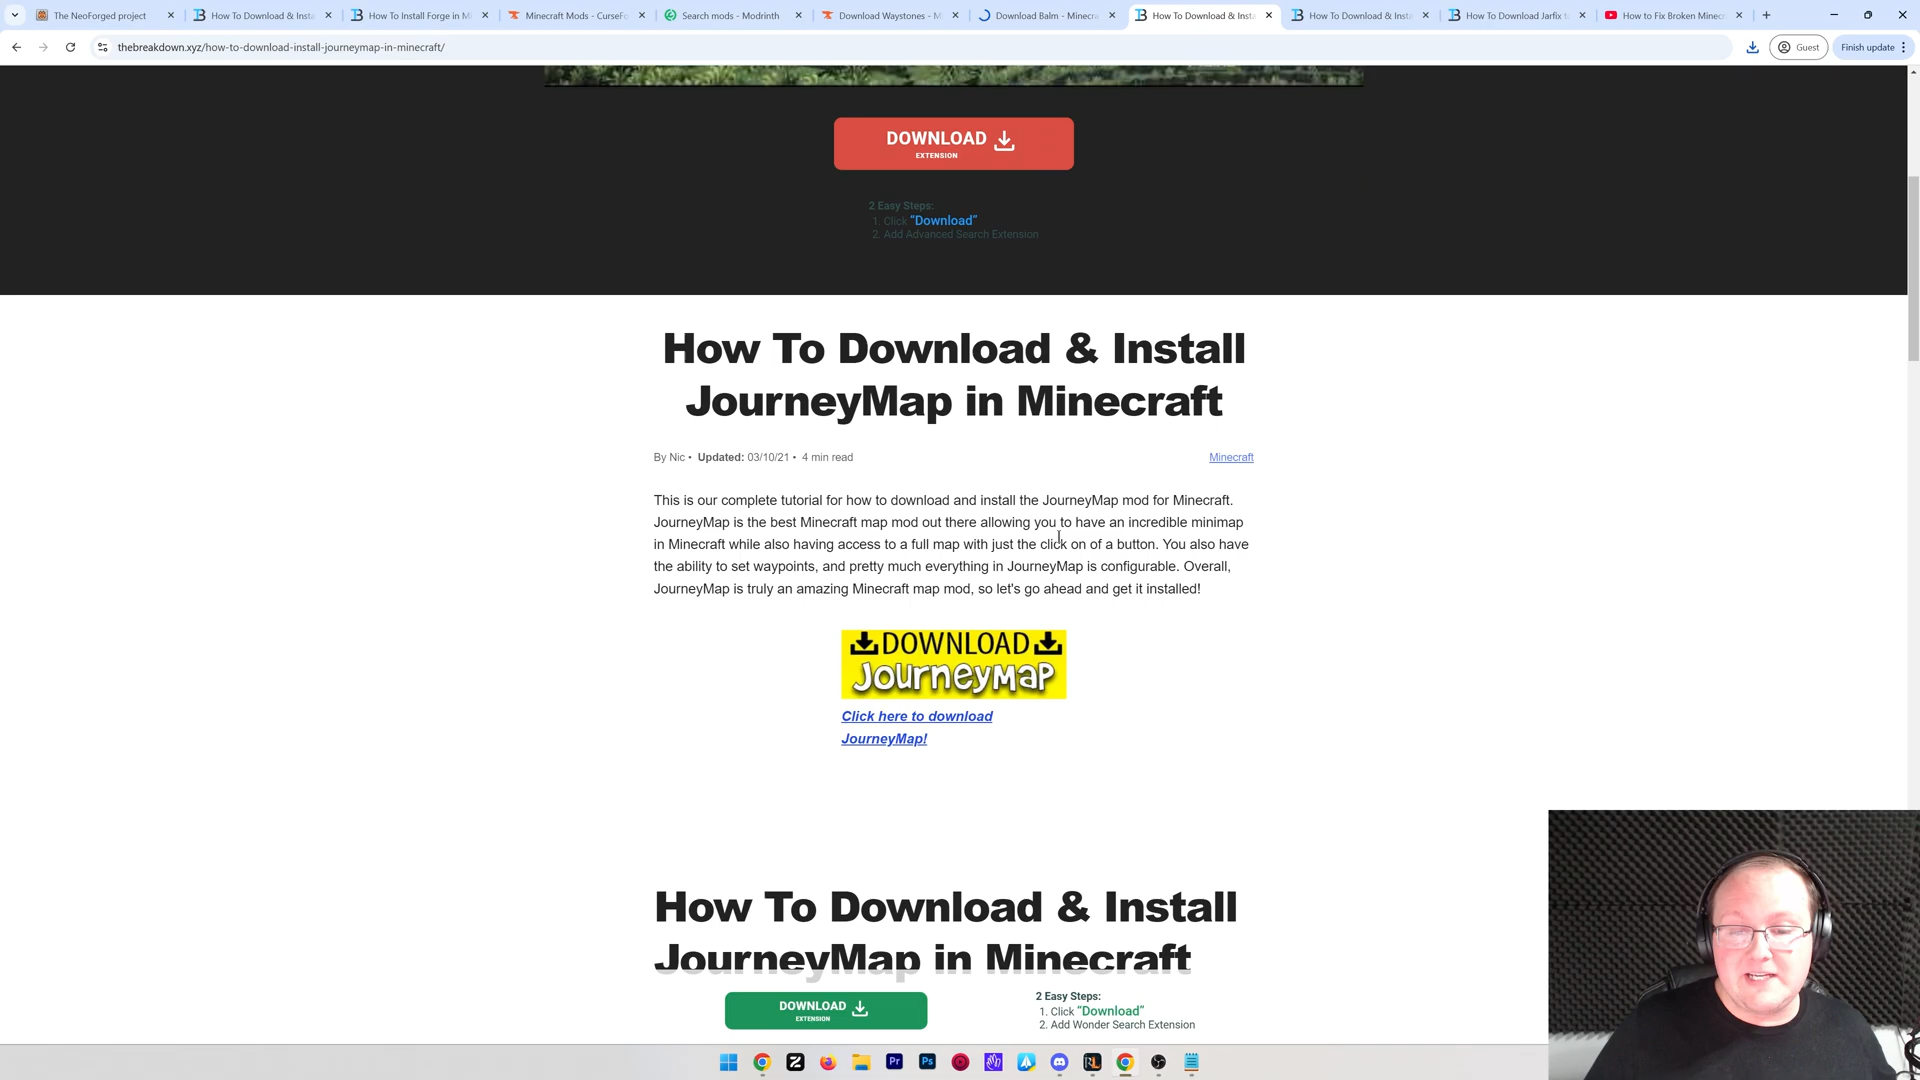 The NeoForged project
How To Download & Insta
How To Install Forge in M
Minecraft Mods - CurseFo
Search mods - Modrinth
Download Waystones - M
Download Balm - Minecra
How To Download & Insta
How To Download & Insta
How To Download Jarfix t
How to Fix Broken Minec
thebreakdown.xyz/how-to-download-install-journeymap-in-minecraft/
Guest
Finish update
DOWNLOAD
EXTENSION
2 Easy Steps:
1. Click "Download"
2. Add Advanced Search Extension
How To Download & Install
JourneyMap in Minecraft
By Nic • Updated: 03/10/21 • 4 min read
Minecraft
This is our complete tutorial for how to download and install the JourneyMap mod for Minecraft.
JourneyMap is the best Minecraft map mod out there allowing you to have an incredible minimap
in Minecraft while also having access to a full map with just the click on of a button. You also have
the ability to set waypoints, and pretty much everything in JourneyMap is configurable. Overall,
JourneyMap is truly an amazing Minecraft map mod, so let's go ahead and get it installed!
DOWNLOAD
JourneyMap
Click here to download
JourneyMap!
How To Download & Install
JourneyMap in Minecraft
DOWNLOAD
EXTENSION
2 Easy Steps:
1. Click "Download"
2. Add Wonder Search Extension
Pr
Ps